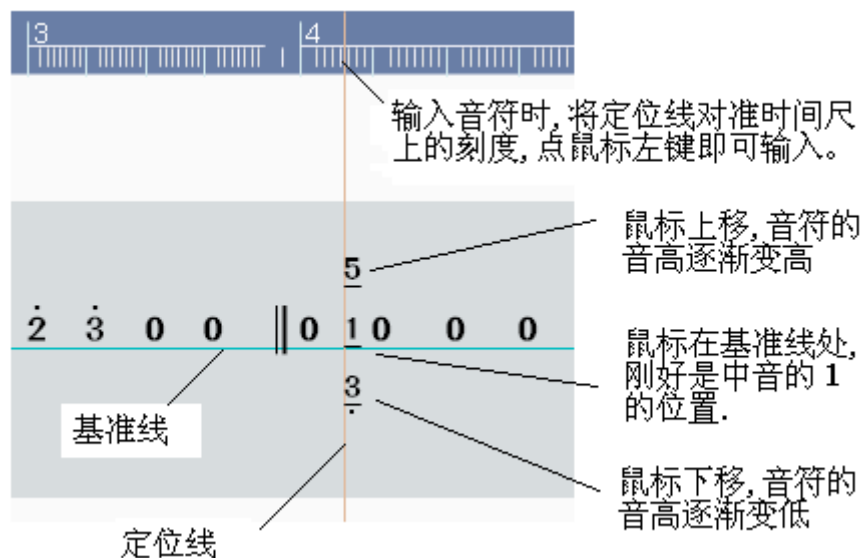 3 4
输入音符时,将定位线对准时间尺
上的刻度,点鼠标左键即可输入。
鼠标上移,音符的
音高逐渐变高
5
2 3 0 0 0 1 0 0 0
鼠标在基准线处,
刚好是中音的 1
的位置.
3
基准线
鼠标下移,音符的
音高逐渐变低
定位线